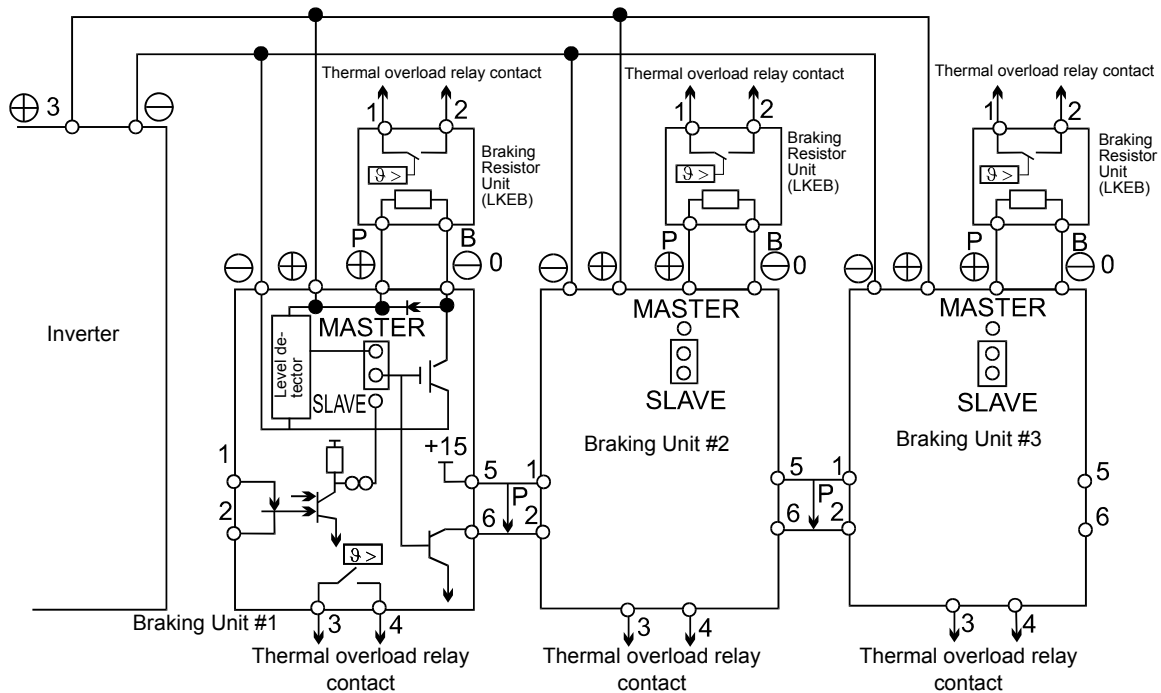 Thermal overload relay contact
Thermal overload relay contact
Thermal overload relay contact
⊕ 3 ⊖
1 2
1 2
1 2
Braking
Resistor
Unit
(LKEB)
Braking
Resistor
Unit
(LKEB)
Braking
Resistor
Unit
(LKEB)
ϑ >
ϑ >
ϑ >
P B
P B
P B
⊖ ⊕ ⊕ ⊖ 0
⊖ ⊕ ⊕ ⊖ 0
⊖ ⊕ ⊕ ⊖ 0
Inverter
Level de-
tector
MASTER
SLAVE
MASTER
SLAVE
MASTER
SLAVE
Braking Unit #2
Braking Unit #3
+15
1
2
5
6
P
1
2
5
6
P
1
2
5
6
ϑ >
Braking Unit #1
3 4
3 4
3 4
Thermal overload relay
contact
Thermal overload relay
contact
Thermal overload relay
contact